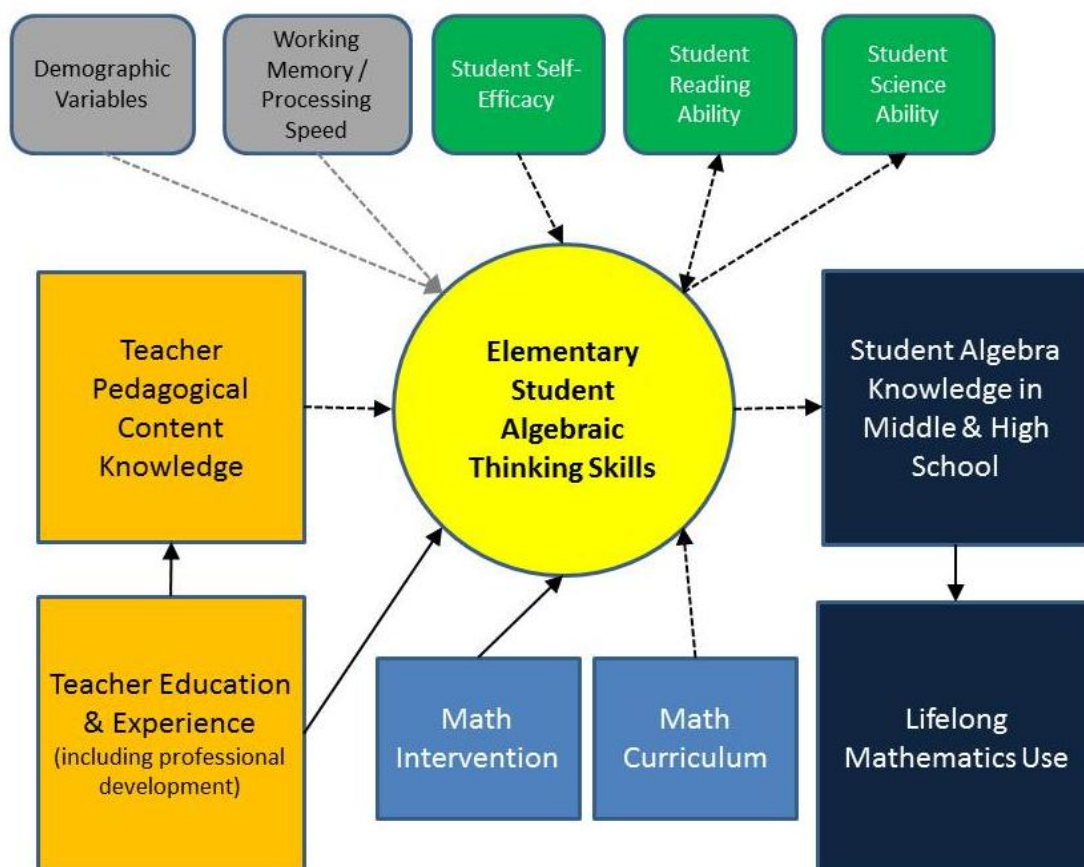 Demographic
Variables
Working
Memory /
Processing
Speed
Student Self-
Efficacy
Student
Reading
Ability
Student
Science
Ability
Teacher
Pedagogical
Content
Knowledge
Elementary
Student
Algebraic
Thinking Skills
Student Algebra
Knowledge in
Middle & High
School
Teacher Education
& Experience
(including professional
development)
Math
Intervention
Math
Curriculum
Lifelong
Mathematics Use